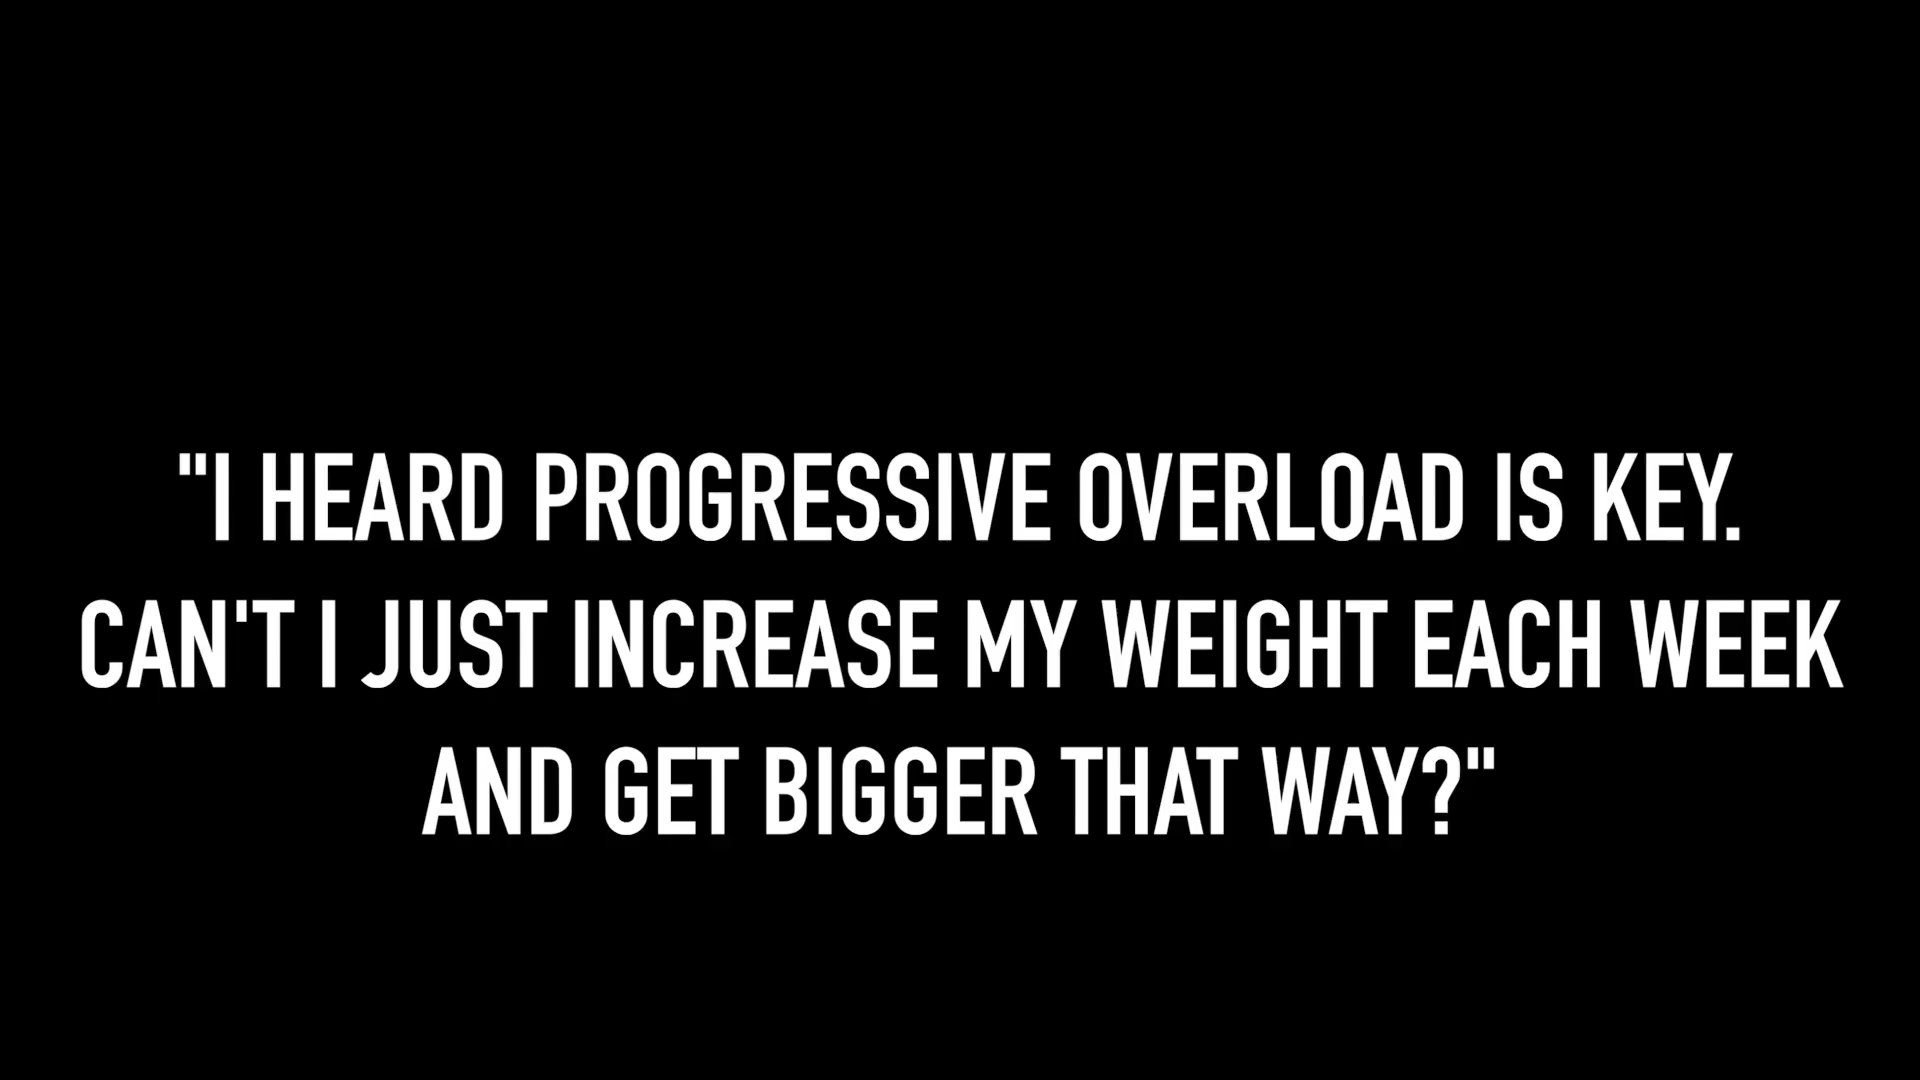 "I HEARD PROGRESSIVE OVERLOAD IS KEY.
CAN'T I JUST INCREASE MY WEIGHT EACH WEEK
AND GET BIGGER THAT WAY?"